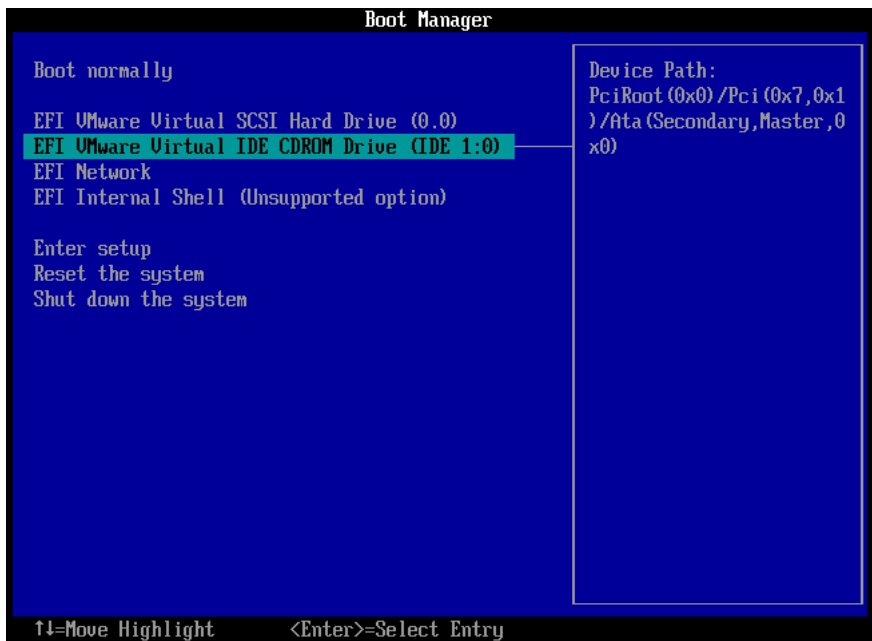 Boot Manager
Boot normally
EFI VMware Virtual SCSI Hard Drive (0.0)
EFI VMware Virtual IDE CDROM Drive (IDE 1:0)
EFI Network
EFI Internal Shell (Unsupported option)
Enter setup
Reset the system
Shut down the system
Device Path:
PciRoot(0x0)/Pci(0x7,0x1
)/Ata(Secondary,Master,0
x0)
↑↓=Move Highlight <Enter>=Select Entry